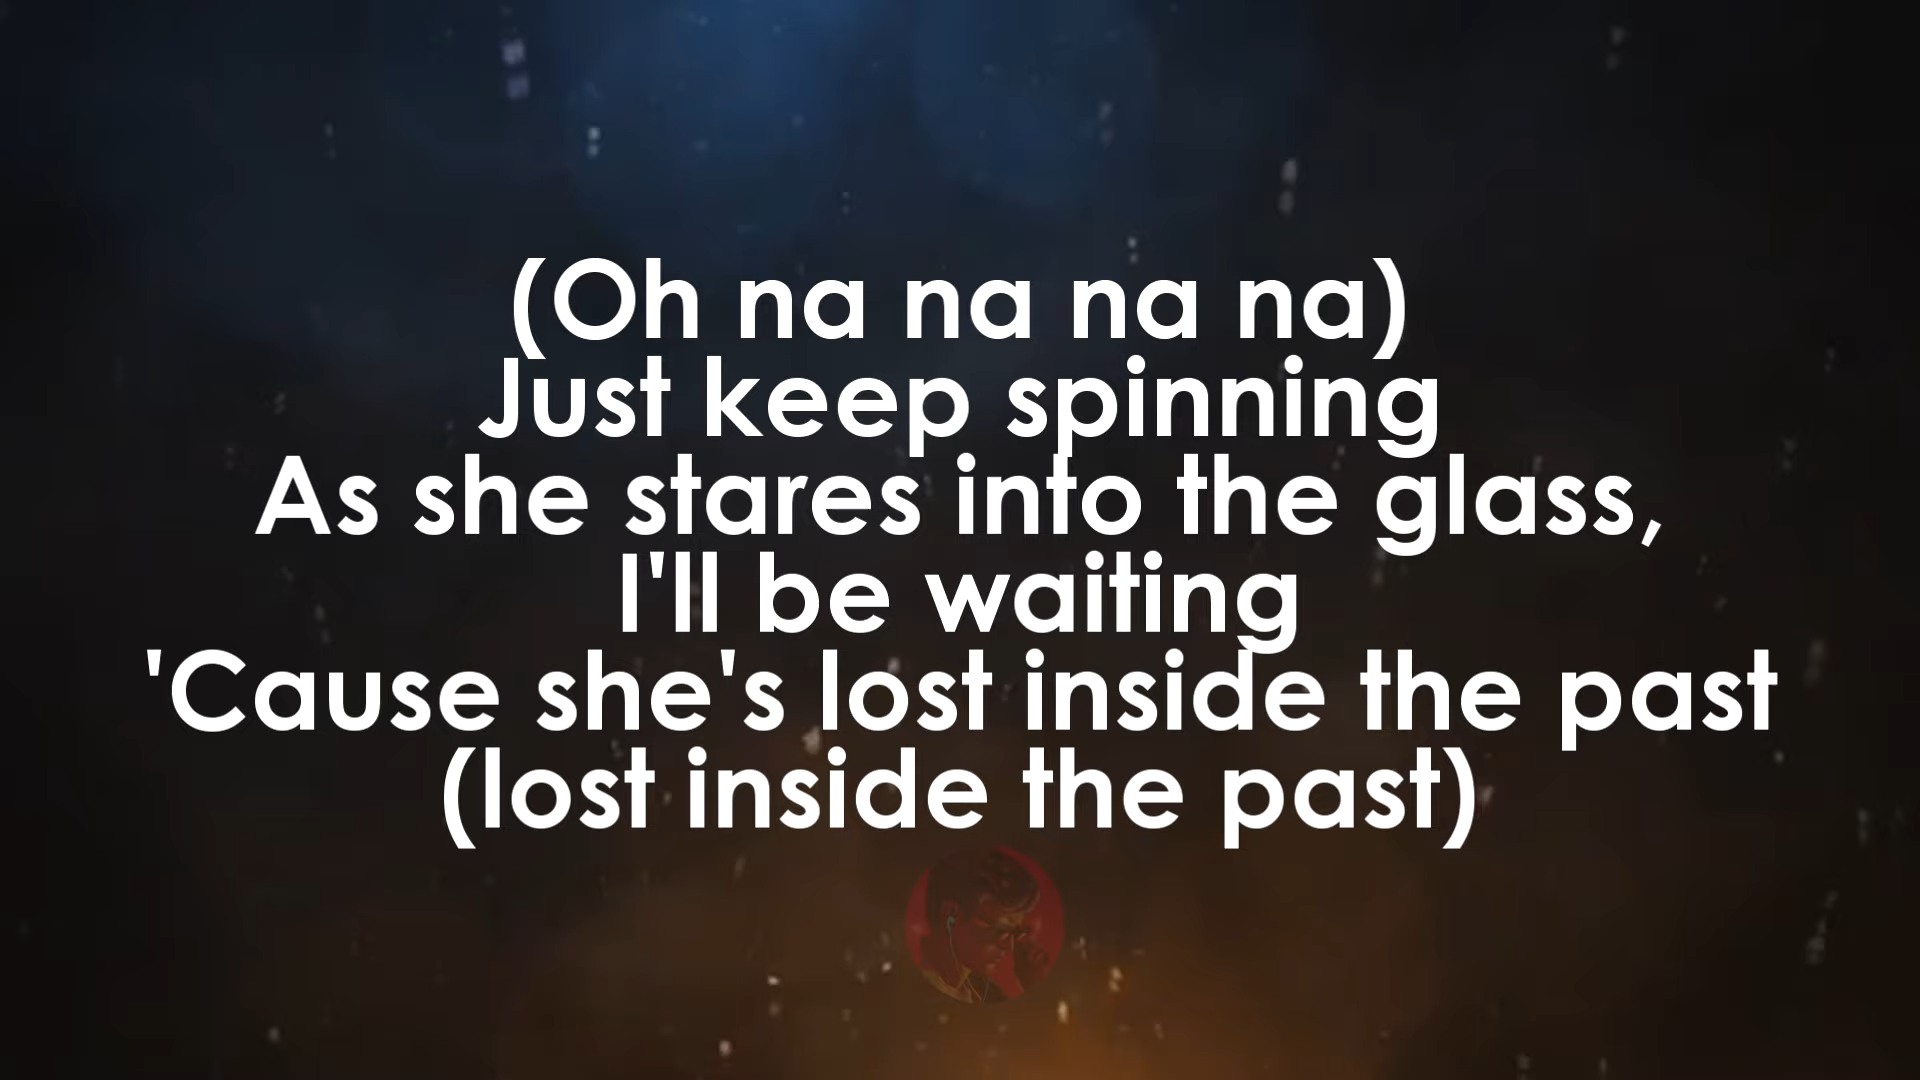 (Oh na na na na)
Just keep spinning
As she stares into the glass,
I'll be waiting
'Cause she's lost inside the past
(lost inside the past)